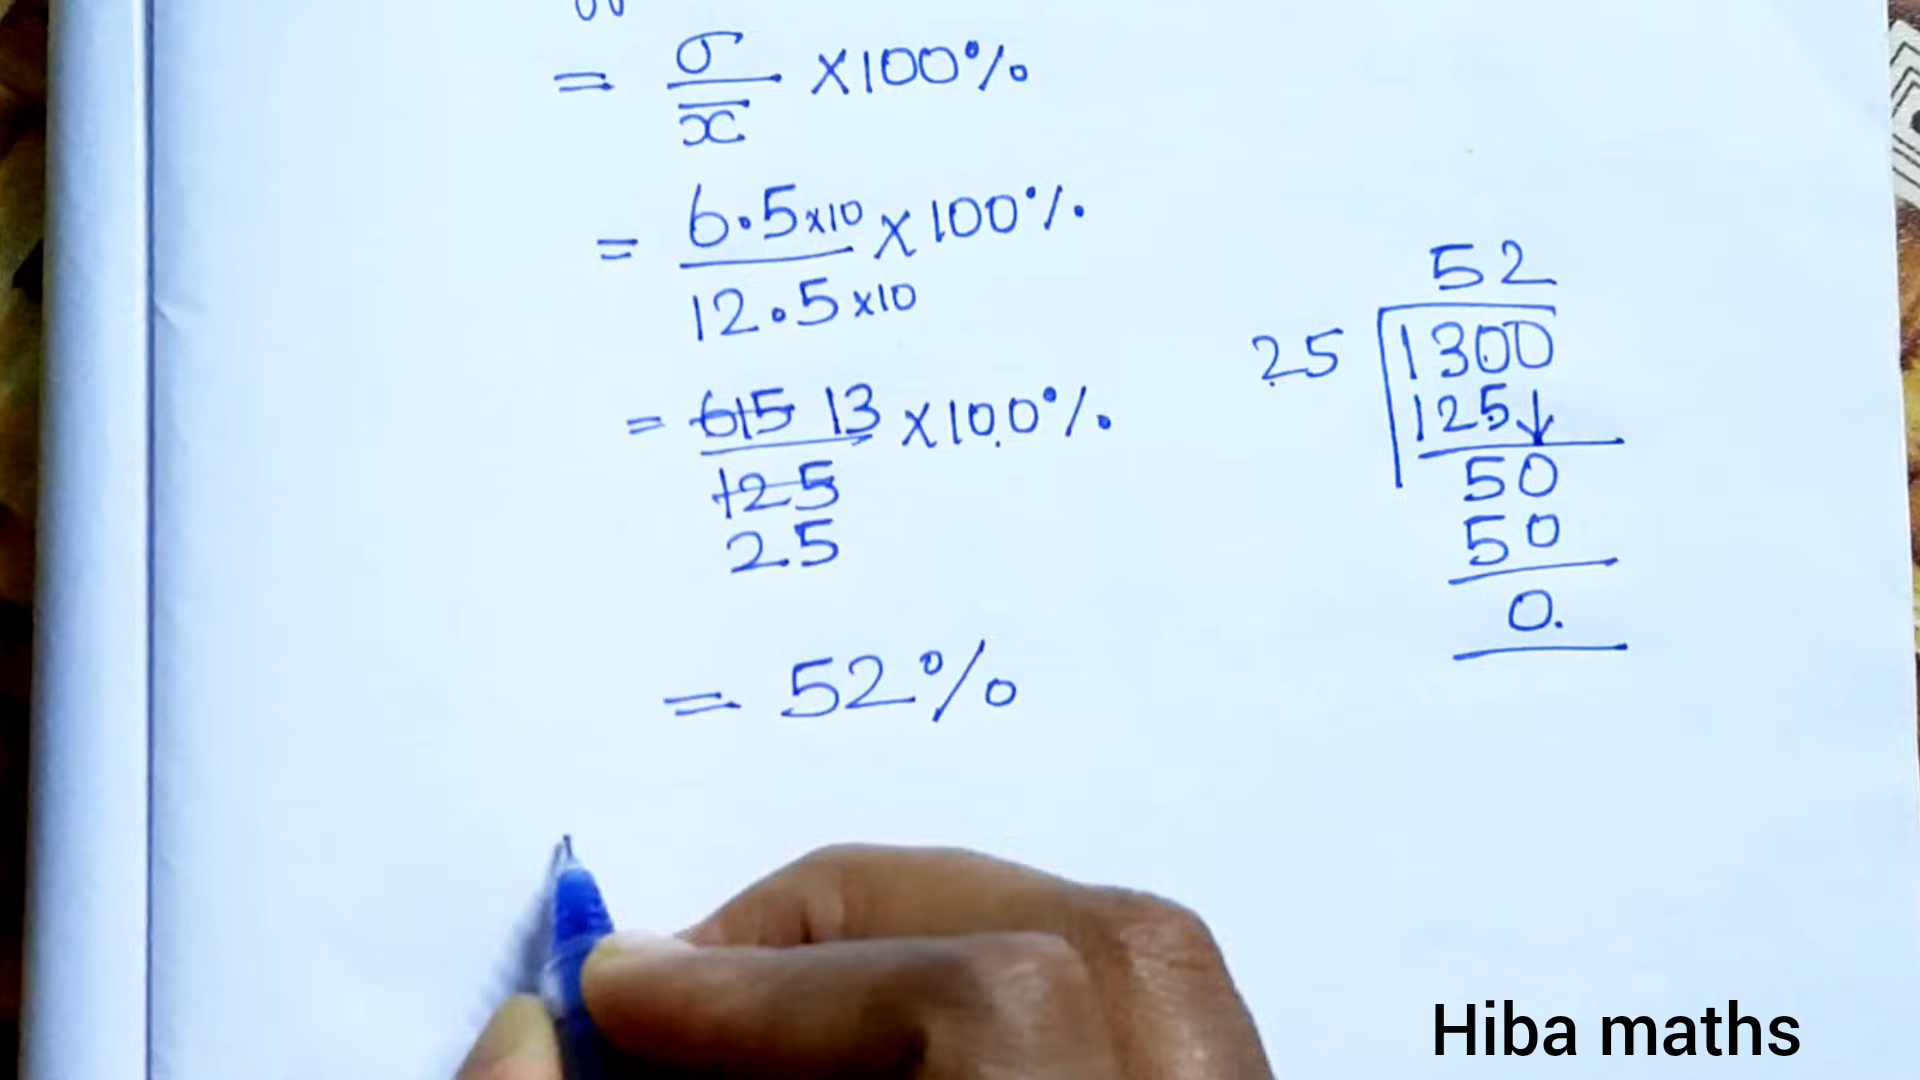 = σ/x̄ ×100%
= 6.5×10/12.5×10 ×100%
= 615 13/125 ×100%
25
= 52%
52
25 1300
125↓
50
50
0.
Hiba maths